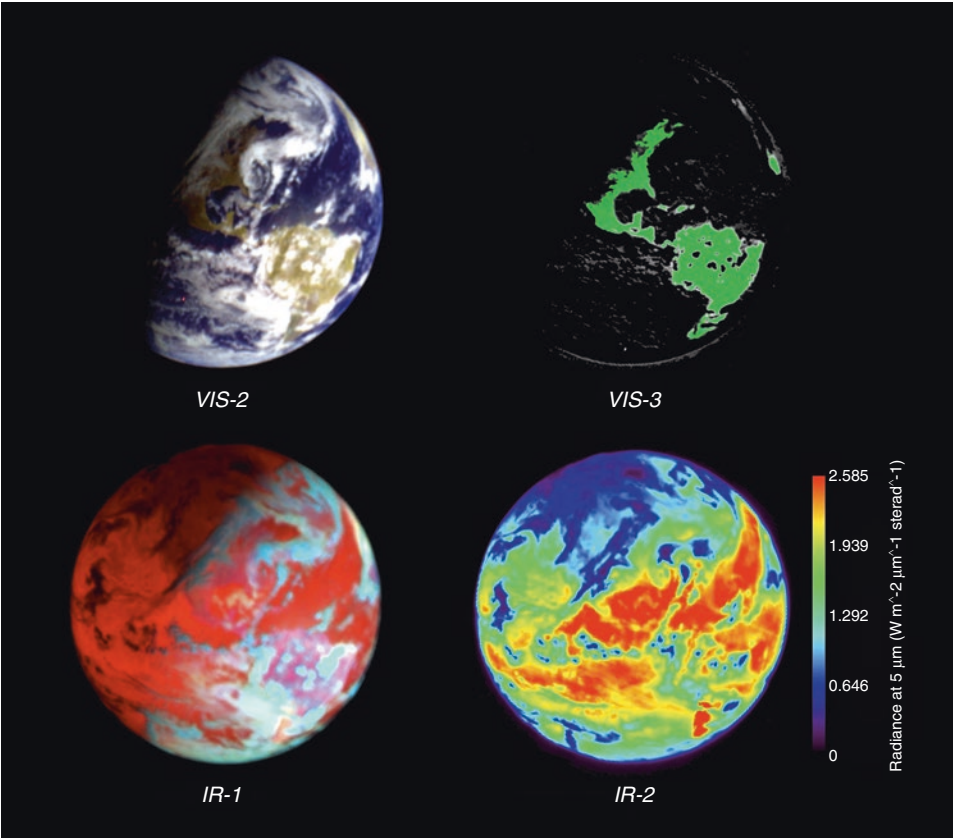 VIS-2
VIS-3
2.585
1.939
1.292
0.646
0
Radiance at 5 μm (W m^-2 μm^-1 sterad^-1)
IR-1
IR-2